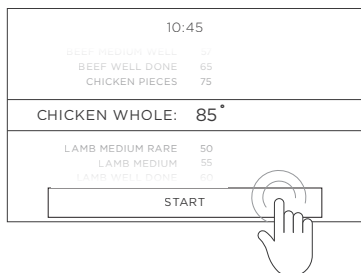 10:45
BEEF MEDIUM WELL 57
BEEF WELL DONE 65
CHICKEN PIECES 75
CHICKEN WHOLE: 85°
LAMB MEDIUM RARE 50
LAMB MEDIUM 55
LAMB WELL DONE 60
START